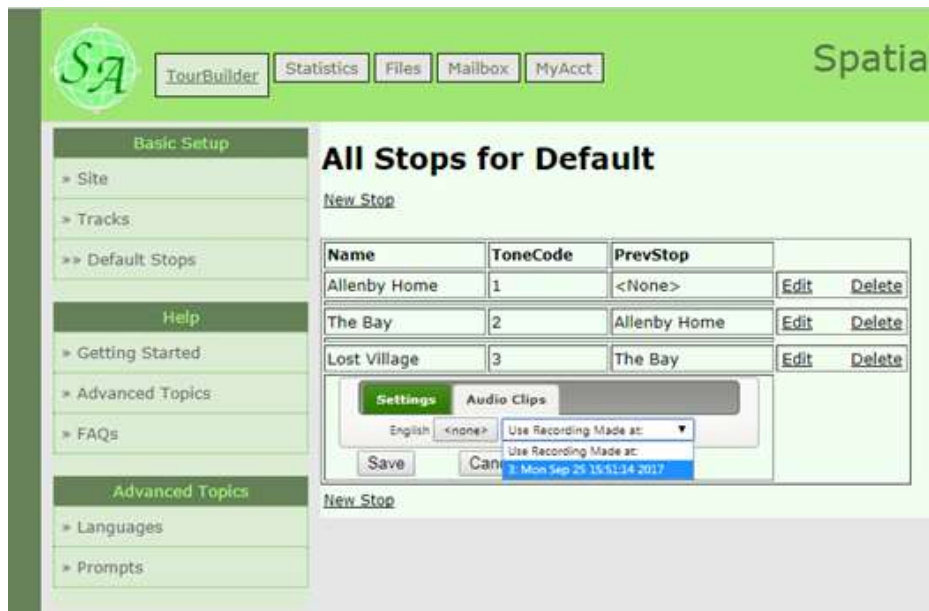 SA
TourBuilder Statistics Files Mailbox MyAcct
Spatia
Basic Setup
» Site
» Tracks
»» Default Stops
Help
» Getting Started
» Advanced Topics
» FAQs
Advanced Topics
» Languages
» Prompts
All Stops for Default
New Stop
Name ToneCode PrevStop
Allenby Home 1 <None> Edit Delete
The Bay 2 Allenby Home Edit Delete
Lost Village 3 The Bay Edit Delete
Settings Audio Clips
English <none> Use Recording Made at:
Use Recording Made at:
Save Canc
3: Mon Sep 25 15:51:14 2017
New Stop